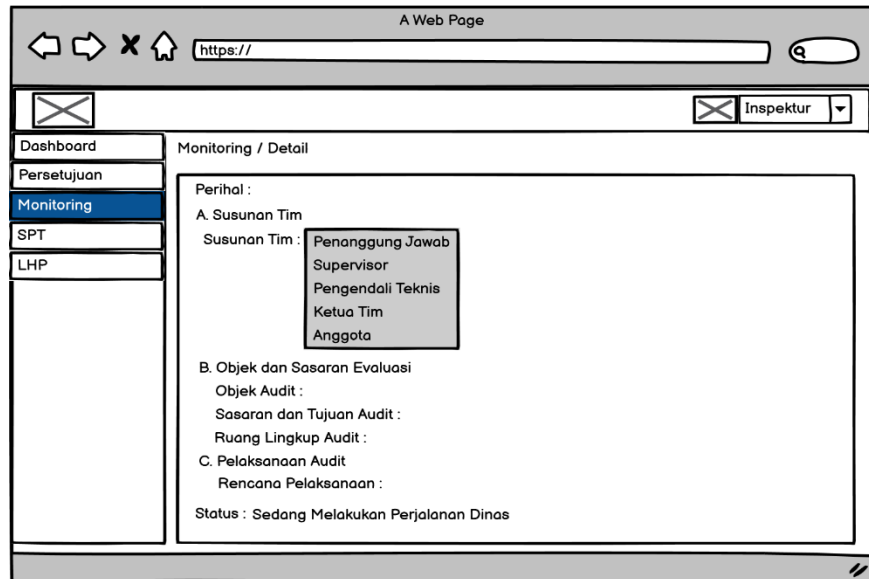 A Web Page
https://
Inspektur
Dashboard
Persetujuan
Monitoring
SPT
LHP
Monitoring / Detail
Perihal :
A. Susunan Tim
Susunan Tim :
Penanggung Jawab
Supervisor
Pengendali Teknis
Ketua Tim
Anggota
B. Objek dan Sasaran Evaluasi
Objek Audit :
Sasaran dan Tujuan Audit :
Ruang Lingkup Audit :
C. Pelaksanaan Audit
Rencana Pelaksanaan :
Status : Sedang Melakukan Perjalanan Dinas